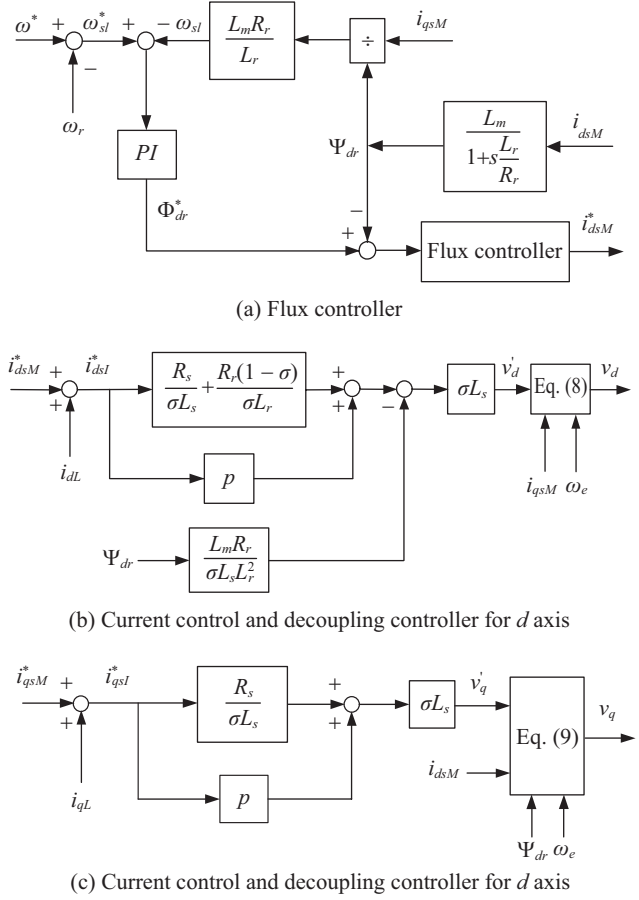 ω* + ω*sl + − ωsl LmRr/Lr ÷ iqsM
−
ωr
PI
Ψdr
Lm/(1+s Lr/Rr) idsM
Φ*dr
−
+
Flux controller i*dsM
(a) Flux controller
i*dsM + i*dsI Rs/σLs + Rr(1 − σ)/σLr + σLs v'd Eq. (8) vd
+ + −
idL p iqsM ωe
Ψdr LmRr/σLsL²r
(b) Current control and decoupling controller for d axis
i*qsM + i*qsI Rs/σLs + σLs v'q vq
+ + Eq. (9)
idsM
iqL p
Ψdr ωe
(c) Current control and decoupling controller for d axis